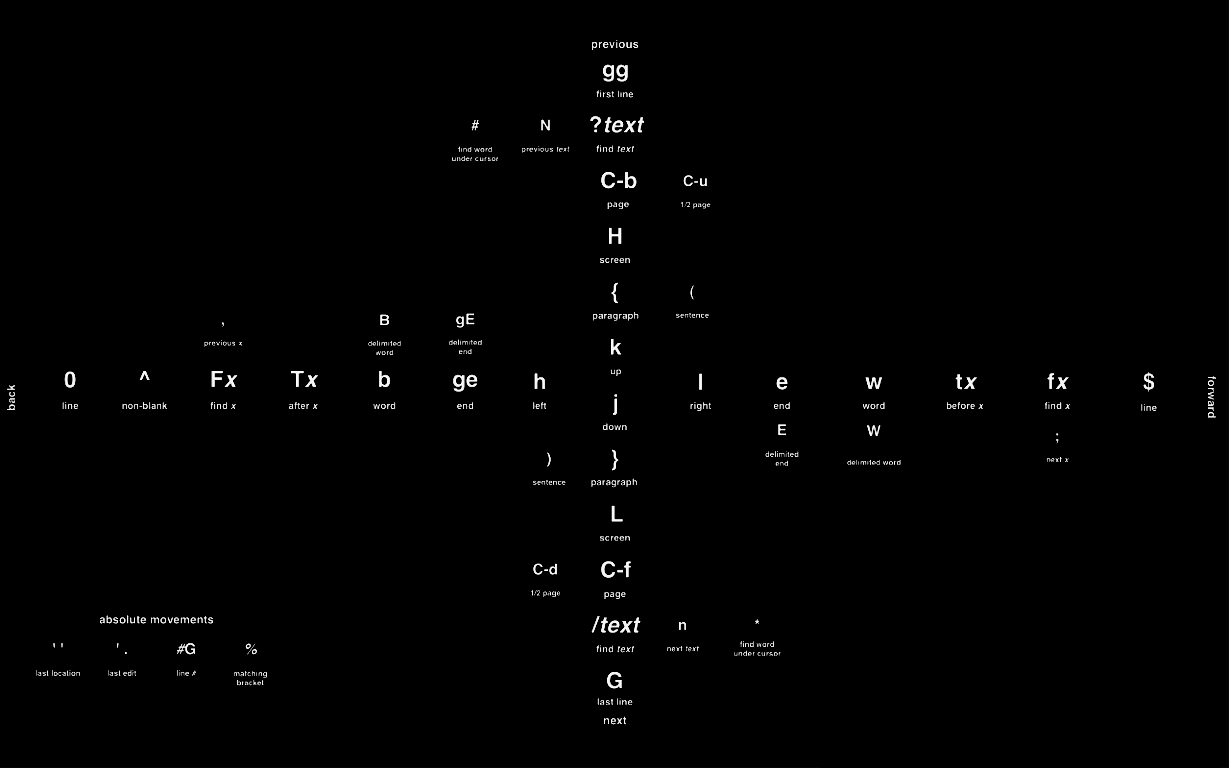 previous
gg
first line
# N ?text
find word previous text find text
under cursor
C-b C-u
page 1/2 page
H
screen
{ (
paragraph sentence
, B gE
previous x delimited delimited
word end
k
up
back 0 ^ Fx Tx b ge h l e w tx fx $ forward
line non-blank find x after x word end left right end word before x find x line
j
down
E W ;
delimited delimited word next x
end
) }
sentence paragraph
L
screen
C-d C-f
1/2 page page
/text n *
find text next text find word
under cursor
absolute movements
' ' ' . #G %
last location last edit line # matching
bracket
G
last line
next